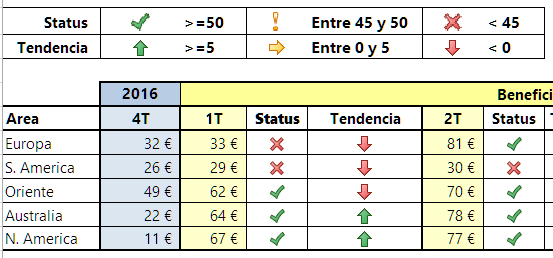 Status >=50 Entre 45 y 50 < 45
Tendencia >=5 Entre 0 y 5 < 0
2016 Benefici
Area 4T 1T Status Tendencia 2T Status T
Europa 32 € 33 € 81 €
S. America 26 € 29 € 30 €
Oriente 49 € 62 € 70 €
Australia 22 € 64 € 78 €
N. America 11 € 67 € 77 €